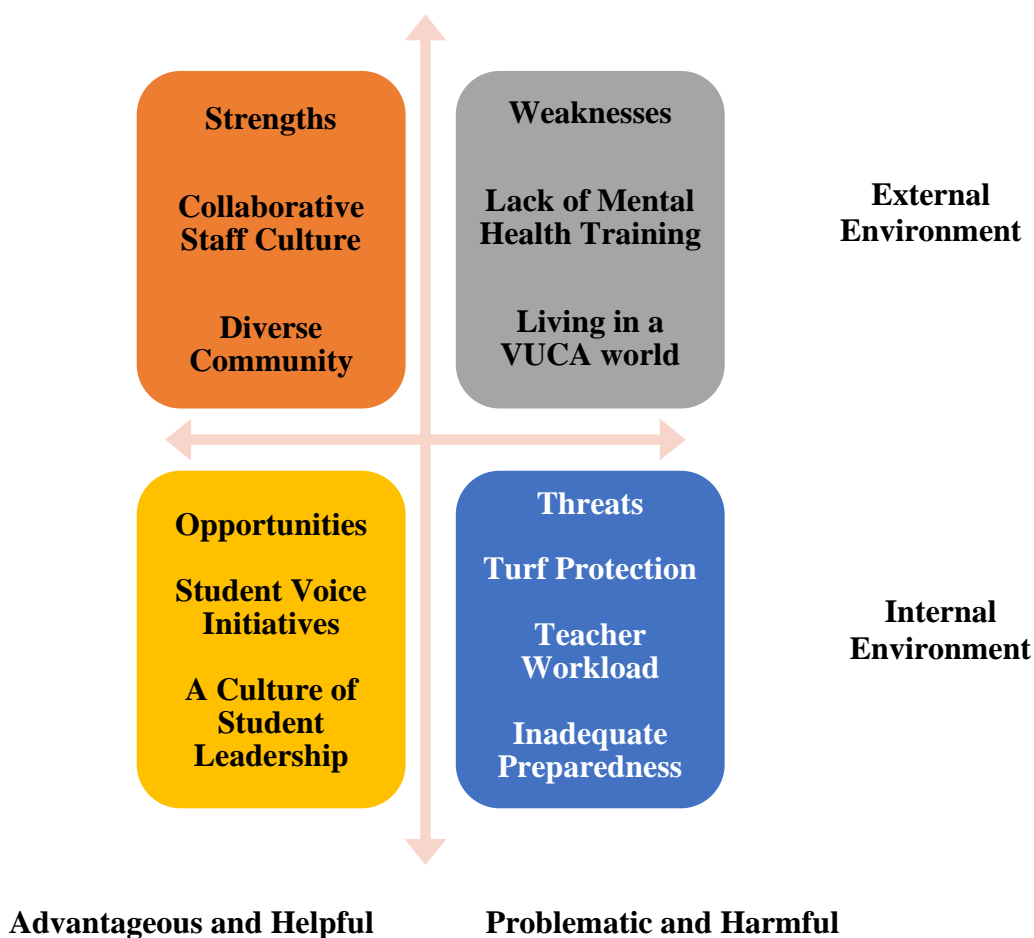 Strengths
Collaborative
Staff Culture
Diverse
Community
Weaknesses
Lack of Mental
Health Training
Living in a
VUCA world
External
Environment
Opportunities
Student Voice
Initiatives
A Culture of
Student
Leadership
Threats
Turf Protection
Teacher
Workload
Inadequate
Preparedness
Internal
Environment
Advantageous and Helpful
Problematic and Harmful